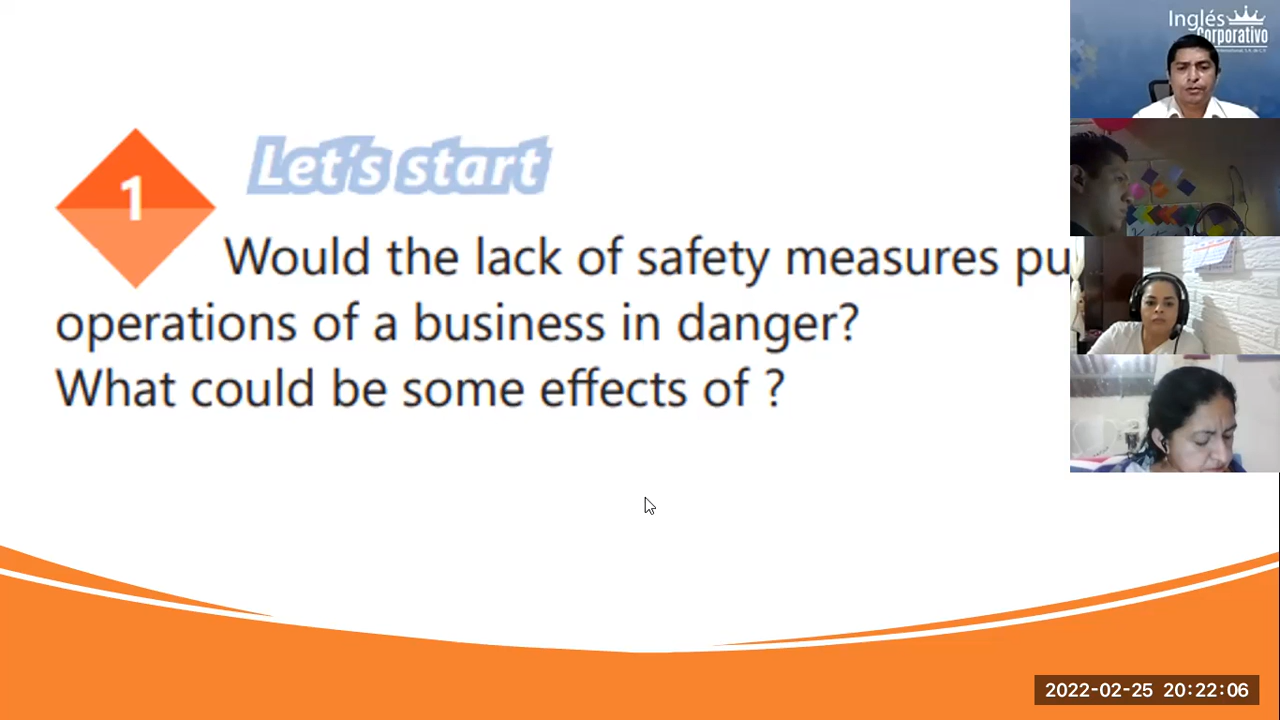 Inglés
Corporativo
1
Let's start
Would the lack of safety measures pu
operations of a business in danger?
What could be some effects of ?
2022-02-25 20:22:06